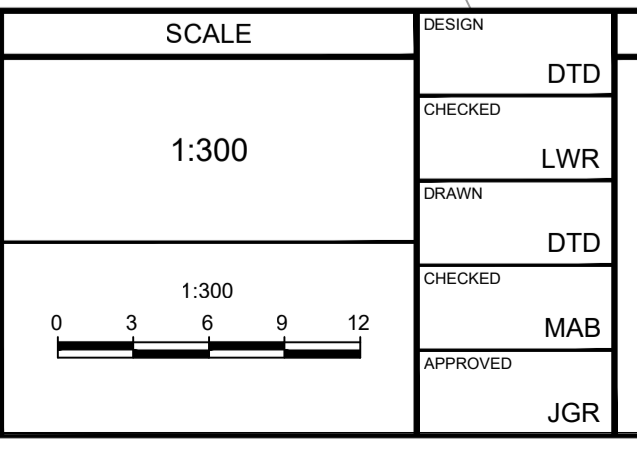 SCALE
1:300
1:300
0 3 6 9 12
DESIGN
DTD
CHECKED
LWR
DRAWN
DTD
CHECKED
MAB
APPROVED
JGR